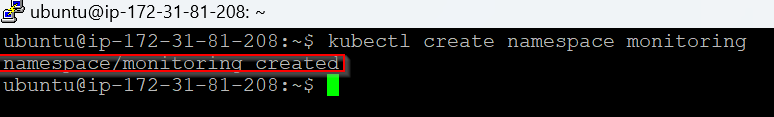 ubuntu@ip-172-31-81-208: ~
ubuntu@ip-172-31-81-208:~$ kubectl create namespace monitoring
namespace/monitoring created
ubuntu@ip-172-31-81-208:~$